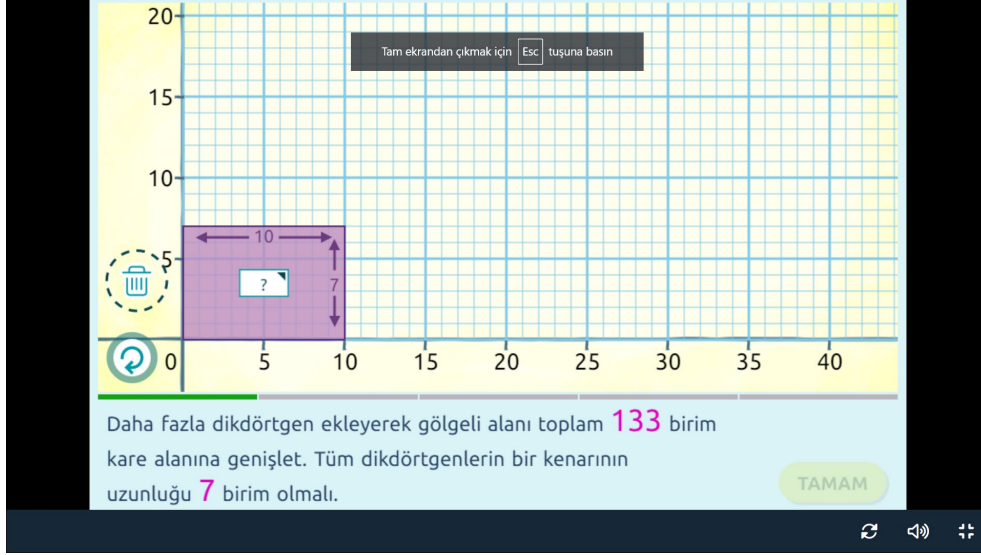 20
Tam ekrandan çıkmak için Esc tuşuna basın
15
10
10
5
?
7
0 5 10 15 20 25 30 35 40
Daha fazla dikdörtgen ekleyerek gölgeli alanı toplam 133 birim
kare alanına genişlet. Tüm dikdörtgenlerin bir kenarının
uzunluğu 7 birim olmalı.
TAMAM